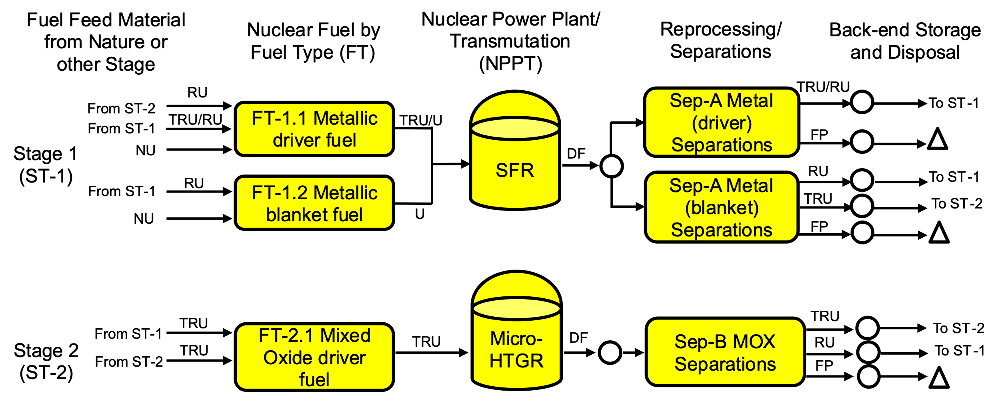 Fuel Feed Material
from Nature or
other Stage
Nuclear Fuel by
Fuel Type (FT)
Nuclear Power Plant/
Transmutation
(NPPT)
Reprocessing/
Separations
Back-end Storage
and Disposal
Stage 1
(ST-1)
RU
From ST-2
TRU/RU
From ST-1
NU
FT-1.1 Metallic
driver fuel
TRU/U
RU
From ST-1
NU
FT-1.2 Metallic
blanket fuel
U
SFR
DF
Sep-A Metal
(driver)
Separations
TRU/RU
To ST-1
FP
Sep-A Metal
(blanket)
Separations
RU
To ST-1
TRU
To ST-2
FP
Stage 2
(ST-2)
TRU
From ST-1
TRU
From ST-2
FT-2.1 Mixed
Oxide driver
fuel
TRU
Micro-
HTGR
DF
Sep-B MOX
Separations
TRU
To ST-2
RU
To ST-1
FP